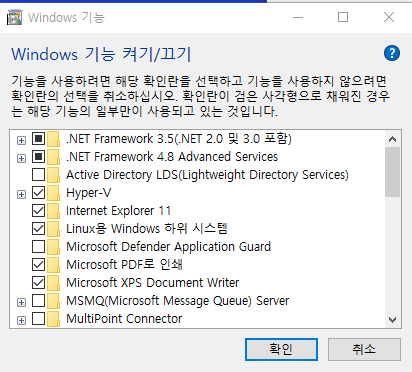 Windows 기능
Windows 기능 켜기/끄기
기능을 사용하려면 해당 확인란을 선택하고 기능을 사용하지 않으려면
확인란의 선택을 취소하십시오. 확인란이 검은 사각형으로 채워진 경우
는 해당 기능의 일부만이 사용되고 있는 것입니다.
.NET Framework 3.5(.NET 2.0 및 3.0 포함)
.NET Framework 4.8 Advanced Services
Active Directory LDS(Lightweight Directory Services)
Hyper-V
Internet Explorer 11
Linux용 Windows 하위 시스템
Microsoft Defender Application Guard
Microsoft PDF로 인쇄
Microsoft XPS Document Writer
MSMQ(Microsoft Message Queue) Server
MultiPoint Connector
확인
취소